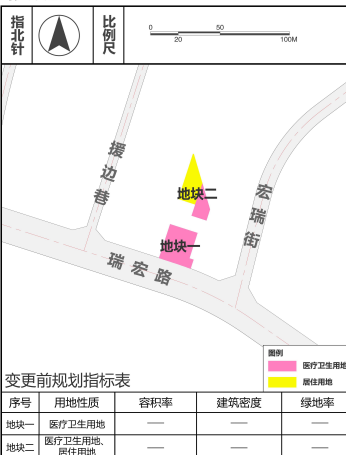 指北针 比例尺
0 50
20 100M
援边巷
宏瑞街
地块二
地块一
瑞宏路
图例
医疗卫生用地
居住用地
变更前规划指标表
序号 用地性质 容积率 建筑密度 绿地率
地块一 医疗卫生用地 —— —— ——
地块二 医疗卫生用地、居住用地 —— —— ——